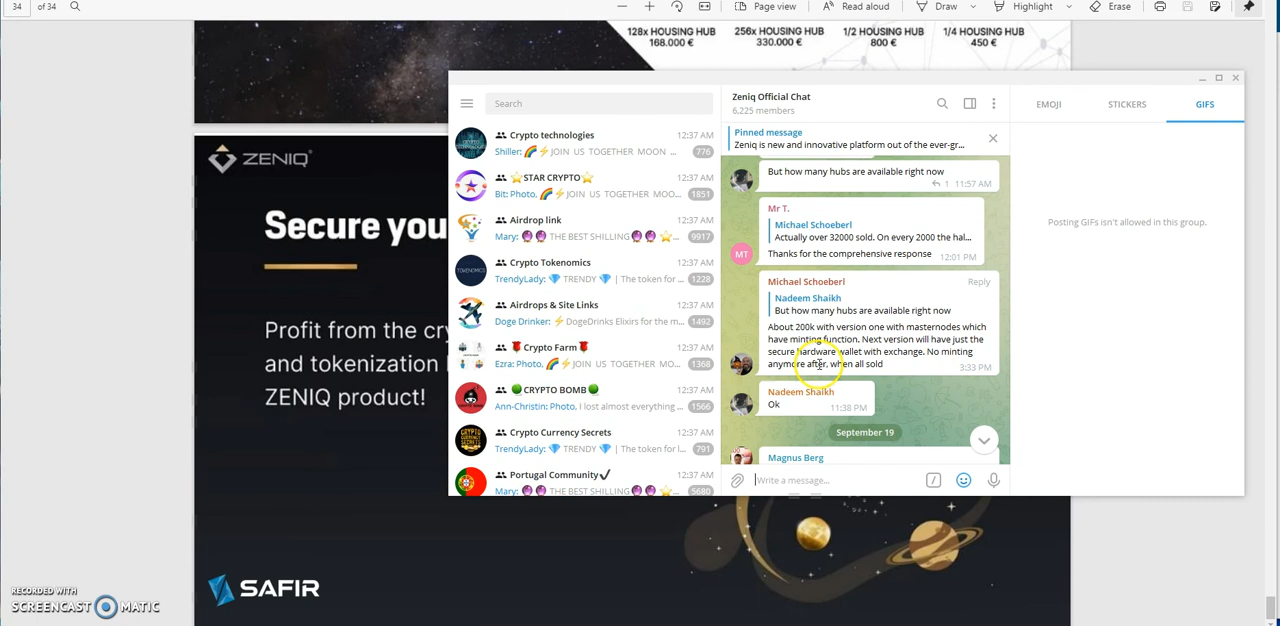 34 of 34
Page view
Read aloud
Draw
Highlight
Erase
128x HOUSING HUB
168.000 €
256x HOUSING HUB
330.000 €
1/2 HOUSING HUB
800 €
1/4 HOUSING HUB
450 €
ZENIQ®
Secure you
Profit from the cry
and tokenization
ZENIQ product!
SAFIR
RECORDED WITH
SCREENCAST MATIC
Search
Crypto technologies 12:37 AM
Shiller: 🌈⚡JOIN US TOGETHER MOON ... 776
⭐STAR CRYPTO⭐ 12:37 AM
Bit: Photo, 🌈⚡JOIN US TOGETHER MOO... 1851
Airdrop link 12:37 AM
Mary: 🔮🔮 THE BEST SHILLING🔮🔮 ⭐... 9917
TOKENOMICS
Crypto Tokenomics 12:37 AM
TrendyLady: 💎 TRENDY 💎 | The token for ... 1228
Airdrops & Site Links 12:37 AM
Doge Drinker: ⚡DogeDrinks Elixirs for the m... 1492
🌹Crypto Farm🌹 12:37 AM
Ezra: Photo, 🌈⚡JOIN US TOGETHER MOO... 1368
🟢CRYPTO BOMB🟢 12:37 AM
Ann-Christin: Photo, I lost almost everything ... 1566
Crypto Currency Secrets 12:37 AM
TrendyLady: 💎 TRENDY 💎 | The token for l... 791
Portugal Community✔ 12:37 AM
Mary: 🔮🔮 THE BEST SHILLING🔮🔮 ⭐... 5680
Zeniq Official Chat
6,225 members
Pinned message
Zeniq is new and innovative platform out of the ever-gr...
But how many hubs are available right now
1 11:57 AM
Mr T.
Michael Schoeberl
Actually over 32000 sold. On every 2000 the hal...
MT
Thanks for the comprehensive response 12:01 PM
Michael Schoeberl Reply
Nadeem Shaikh
But how many hubs are available right now
About 200k with version one with masternodes which
have minting function. Next version will have just the
secure hardware wallet with exchange. No minting
anymore after, when all sold 3:33 PM
Nadeem Shaikh
Ok 11:38 PM
September 19
Magnus Berg
Write a message...
EMOJI STICKERS GIFS
Posting GIFs isn't allowed in this group.